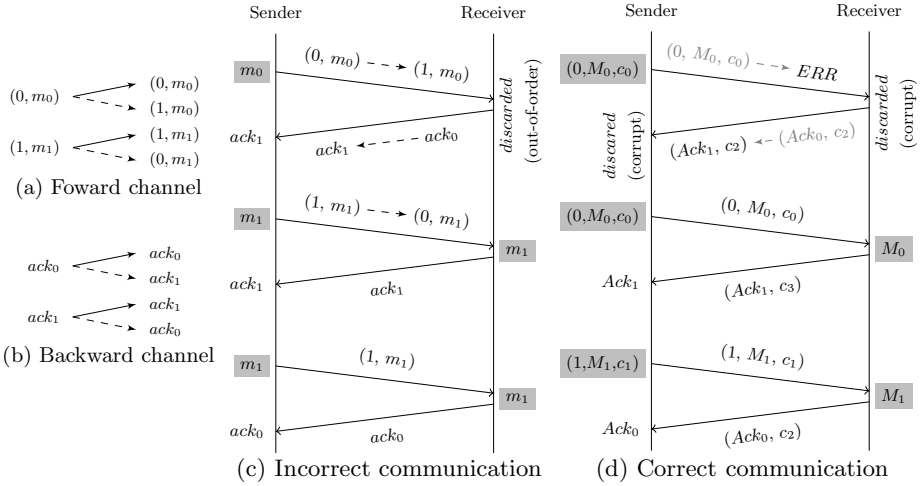 (0, m₀)
(0, m₀)
(1, m₀)
(1, m₁)
(1, m₁)
(0, m₁)
(a) Foward channel
ack₀
ack₀
ack₁
ack₁
ack₁
ack₀
(b) Backward channel
Sender
Receiver
m₀
(0, m₀)
(1, m₀)
discarded
(out-of-order)
ack₁
ack₁
ack₀
m₁
(1, m₁)
(0, m₁)
m₁
ack₁
ack₁
m₁
(1, m₁)
m₁
ack₀
ack₀
(c) Incorrect communication
Sender
Receiver
(0,M₀,c₀)
(0, M₀, c₀)
ERR
discarded
(corrupt)
discared
(corrupt)
(Ack₁, c₂)
(Ack₀, c₂)
(0,M₀,c₀)
(0, M₀, c₀)
M₀
Ack₁
(Ack₁, c₃)
(1,M₁,c₁)
(1, M₁, c₁)
M₁
Ack₀
(Ack₀, c₂)
(d) Correct communication